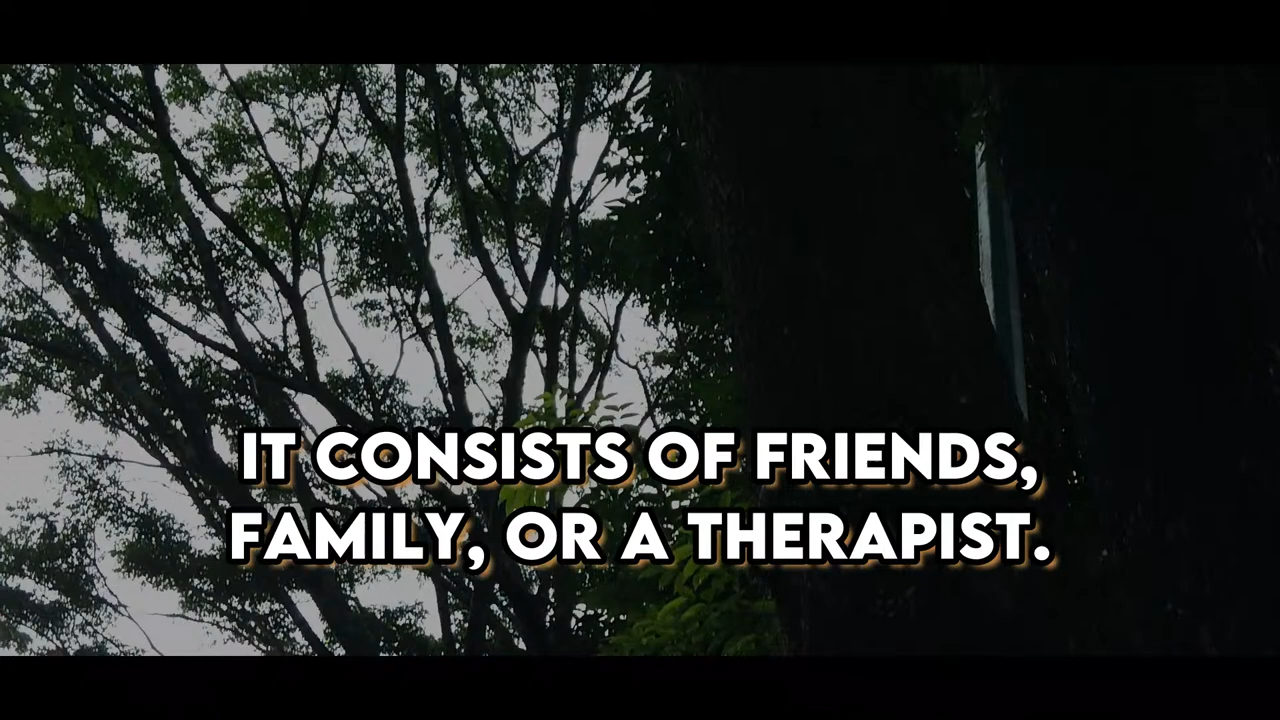 IT CONSISTS OF FRIENDS,
FAMILY, OR A THERAPIST.